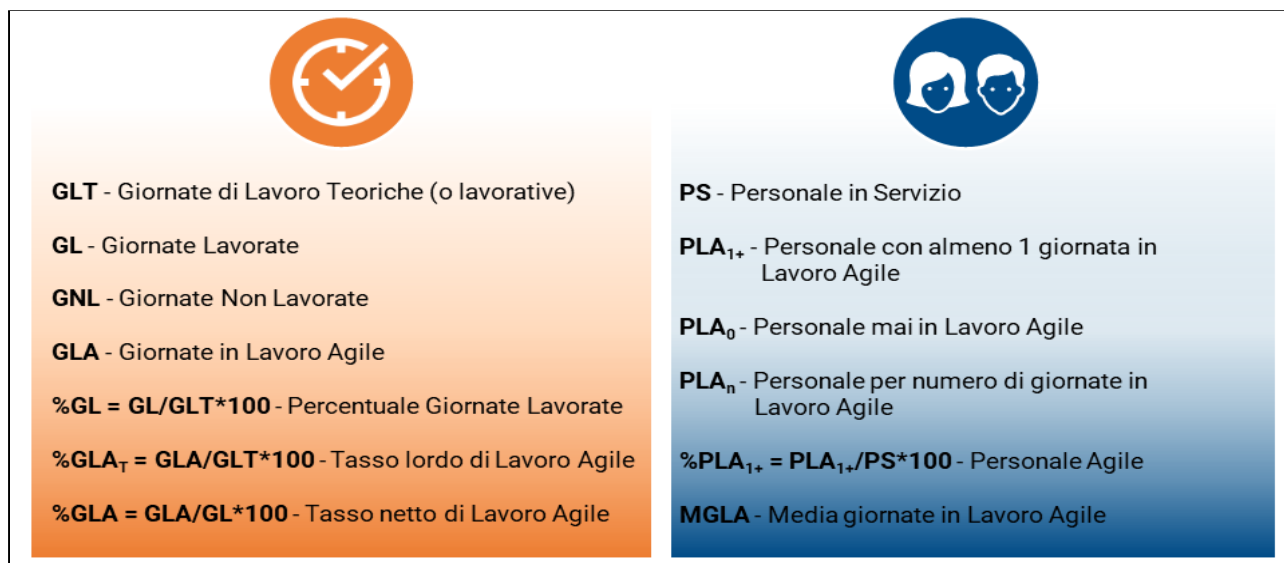 GLT - Giornate di Lavoro Teoriche (o lavorative)
GL - Giornate Lavorate
GNL - Giornate Non Lavorate
GLA - Giornate in Lavoro Agile
%GL = GL/GLT*100 - Percentuale Giornate Lavorate
%GLA_T = GLA/GLT*100 - Tasso lordo di Lavoro Agile
%GLA = GLA/GL*100 - Tasso netto di Lavoro Agile
PS - Personale in Servizio
PLA₁₊ - Personale con almeno 1 giornata in
Lavoro Agile
PLA₀ - Personale mai in Lavoro Agile
PLAₙ - Personale per numero di giornate in
Lavoro Agile
%PLA₁₊ = PLA₁₊/PS*100 - Personale Agile
MGLA - Media giornate in Lavoro Agile